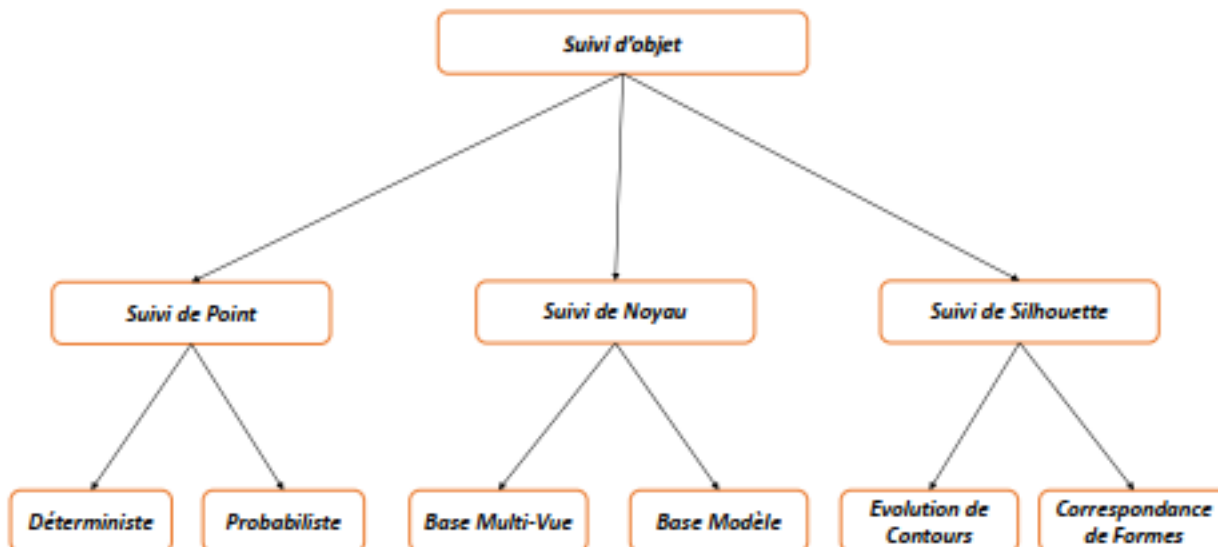 Suivi d'objet
Suivi de Point
Suivi de Noyau
Suivi de Silhouette
Déterministe
Probabiliste
Base Multi-Vue
Base Modèle
Evolution de
Contours
Correspondance
de Formes